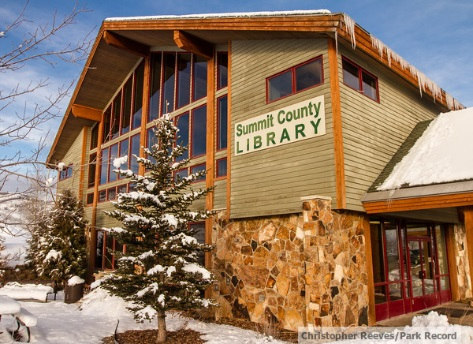 Summit County
LIBRARY
Christopher Reeves/Park Record